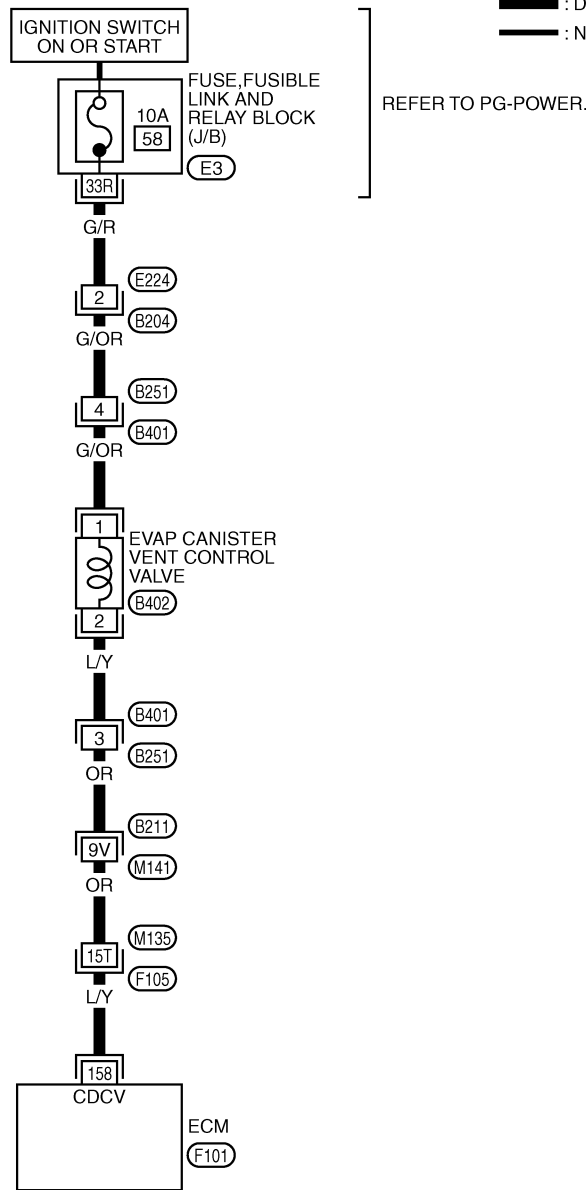 IGNITION SWITCH
ON OR START
: D
: N
FUSE,FUSIBLE
LINK AND
RELAY BLOCK
(J/B)
10A
58
E3
REFER TO PG-POWER.
33R
G/R
E224
2
B204
G/OR
B251
4
B401
G/OR
1
EVAP CANISTER
VENT CONTROL
VALVE
B402
2
L/Y
B401
3
B251
OR
B211
9V
M141
OR
M135
15T
F105
L/Y
158
CDCV
ECM
F101